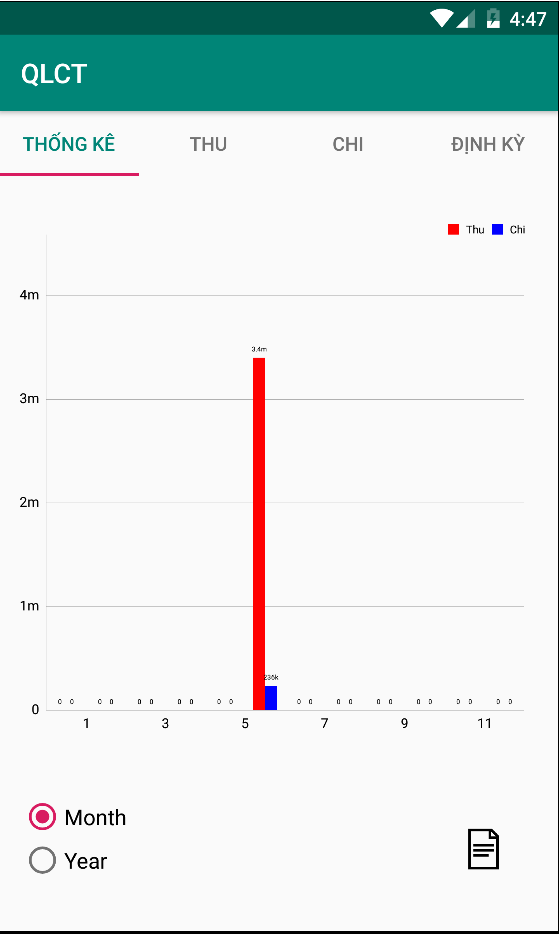 4:47
QLCT
THỐNG KÊ THU CHI ĐỊNH KỲ
Thu Chi
4m
3.4m
3m
2m
1m
236k
0 0 0 0 0 0 0 0 0 0 0 0 0 0 0 0 0 0 0 0 0 0 0
1 3 5 7 9 11
Month
Year